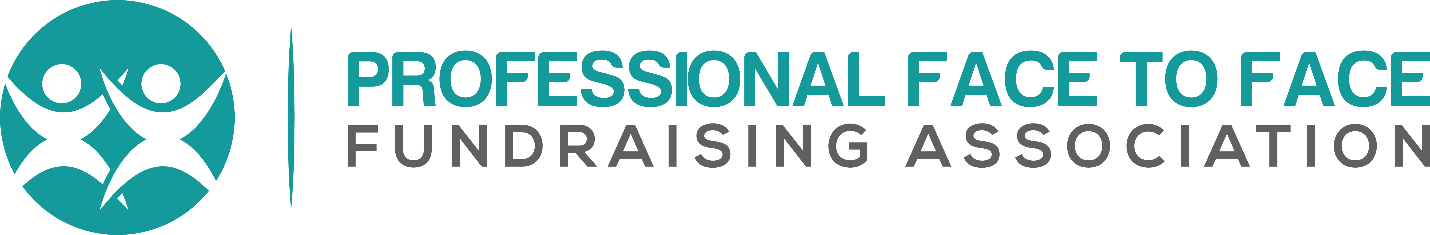 PROFESSIONAL FACE TO FACE
FUNDRAISING ASSOCIATION